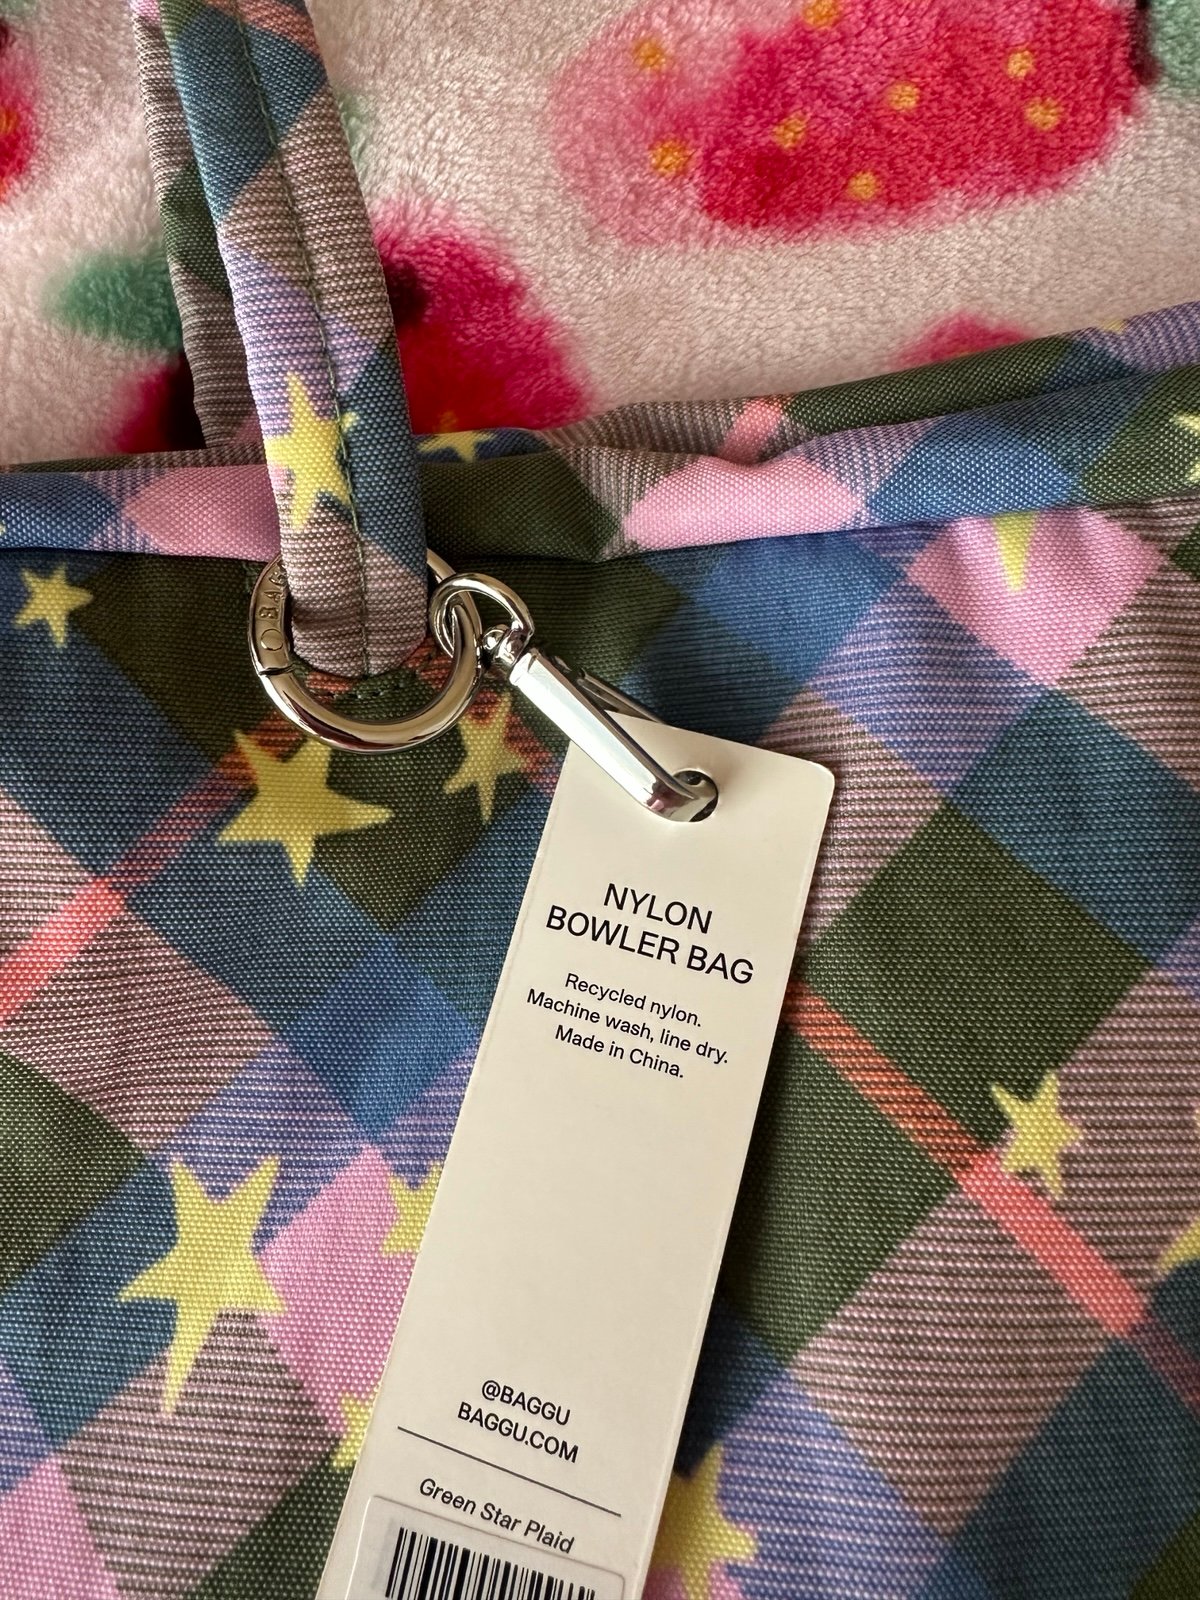 NYLON
BOWLER BAG
Recycled nylon.
Machine wash, line dry.
Made in China.
@BAGGU
BAGGU.COM
Green Star Plaid